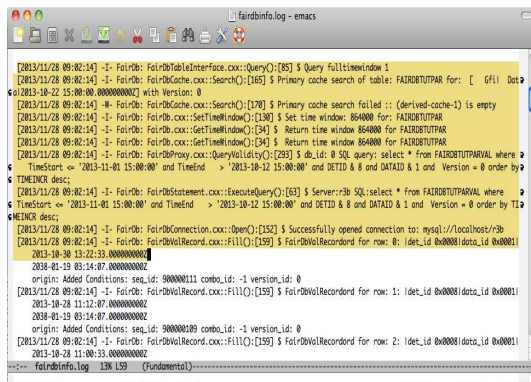 fairdbinfo.log - emacs
[2013/11/28 09:02:14] -I- FairDb: FairDbTableInterface.cxx::Query():[85] $ Query fulltimewindow 1
[2013/11/28 09:02:14] -I- FairDb: FairDbCache.cxx::Search():[165] $ Primary cache search of table: FAIRDBTUTPAR for: [ Gfi| Dat
a|2013-10-22 15:00:00.000000000Z] with Version: 0
[2013/11/28 09:02:14] -W- FairDb: FairDbCache.cxx::Search():[170] $ Primary cache search failed :: (derived-cache-1) is empty
[2013/11/28 09:02:14] -I- FairDb: FairDb.cxx::SetTimeWindow():[130] $ Set time window: 864000 for: FAIRDBTUTPAR
[2013/11/28 09:02:14] -I- FairDb: FairDb.cxx::GetTimeWindow():[34] $ Return time window 864000 for FAIRDBTUTPAR
[2013/11/28 09:02:14] -I- FairDb: FairDb.cxx::GetTimeWindow():[34] $ Return time window 864000 for FAIRDBTUTPAR
[2013/11/28 09:02:14] -I- FairDb: FairDbProxy.cxx::QueryValidity():[293] $ db_id: 0 SQL query: select * from FAIRDBTUTPARVAL where
TimeStart <= '2013-11-01 15:00:00' and TimeEnd > '2013-10-12 15:00:00' and DETID & 8 and DATAID & 1 and Version = 0 order by
TIMEINCR desc;
[2013/11/28 09:02:14] -I- FairDb: FairDbStatement.cxx::ExecuteQuery():[63] $ Server:r3b SQL:select * from FAIRDBTUTPARVAL where
TimeStart <= '2013-11-01 15:00:00' and TimeEnd > '2013-10-12 15:00:00' and DETID & 8 and DATAID & 1 and Version = 0 order by TI
MEINCR desc;
[2013/11/28 09:02:14] -I- FairDb: FairDbConnection.cxx::Open():[152] $ Successfully opened connection to: mysql://localhost/r3b
[2013/11/28 09:02:14] -I- FairDb: FairDbValRecord.cxx::Fill():[159] $ FairDbValRecordord for row: 0: |det_id 0x0008|data_id 0x0001|
2013-10-30 13:22:33.000000000Z
2038-01-19 03:14:07.000000000Z
origin: Added Conditions: seq_id: 900000111 combo_id: -1 version_id: 0
[2013/11/28 09:02:14] -I- FairDb: FairDbValRecord.cxx::Fill():[159] $ FairDbValRecordord for row: 1: |det_id 0x0008|data_id 0x0001|
2013-10-28 11:12:07.000000000Z
2038-01-19 03:14:07.000000000Z
origin: Added Conditions: seq_id: 900000109 combo_id: -1 version_id: 0
[2013/11/28 09:02:14] -I- FairDb: FairDbValRecord.cxx::Fill():[159] $ FairDbValRecordord for row: 2: |det_id 0x0008|data_id 0x0001|
2013-10-28 11:00:33.000000000Z
--:-- fairdbinfo.log 13% L59 (Fundamental)--------